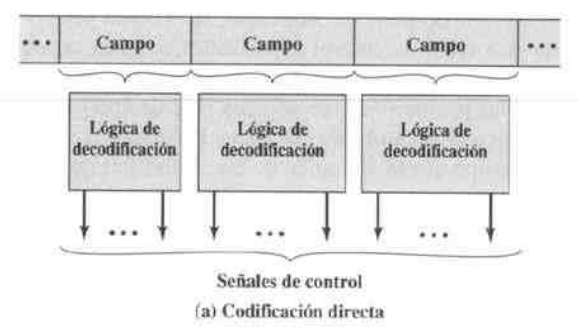 ••• Campo Campo Campo •••
Lógica de decodificación Lógica de decodificación Lógica de decodificación
••• ••• •••
Señales de control
(a) Codificación directa